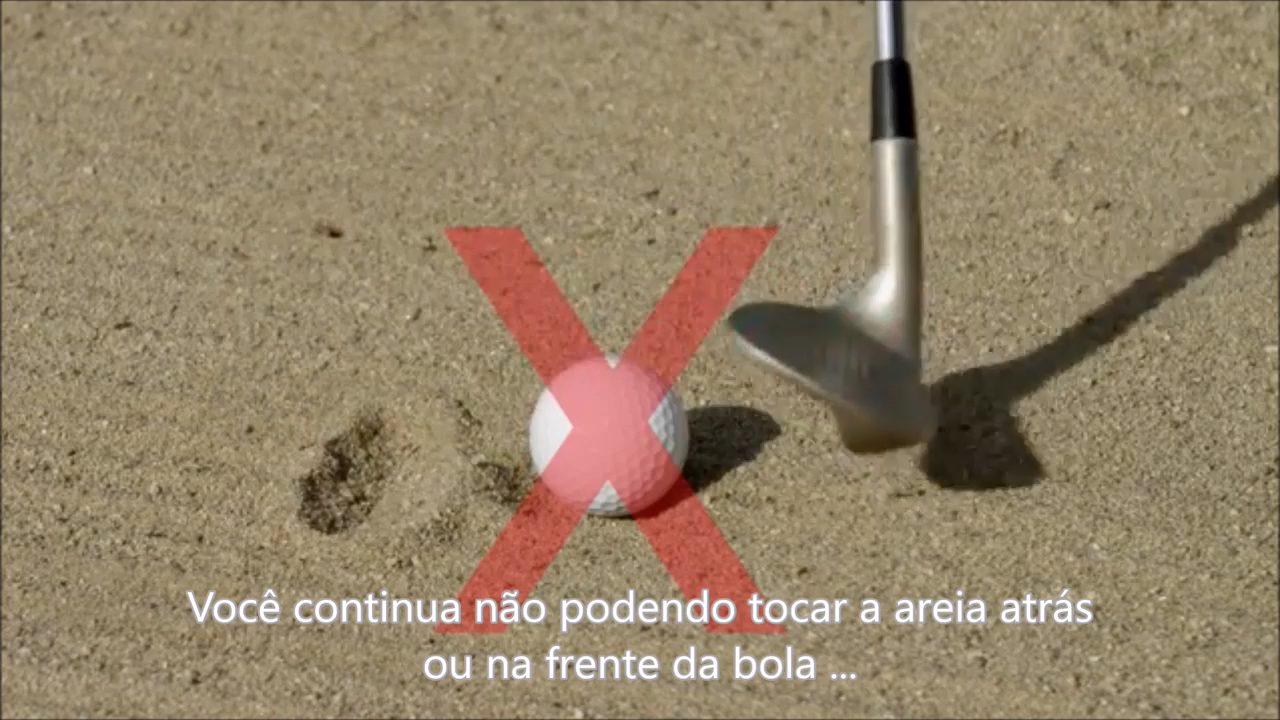 Você continua não podendo tocar a areia atrás
ou na frente da bola ...